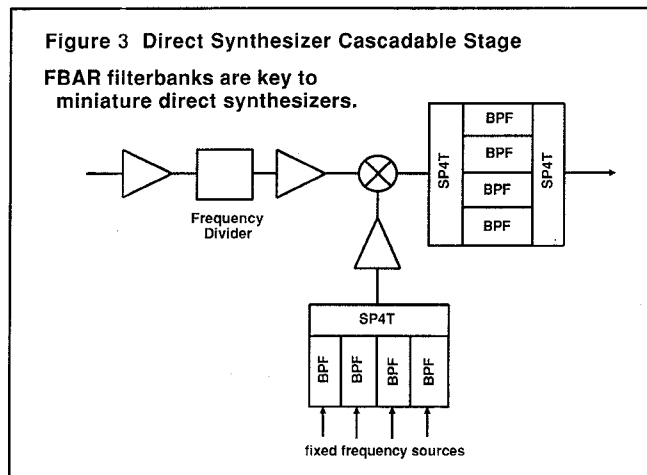 Figure 3 Direct Synthesizer Cascadable Stage
FBAR filterbanks are key to
miniature direct synthesizers.
Frequency
Divider
SP4T
BPF
BPF
BPF
BPF
SP4T
SP4T
BPF
BPF
BPF
BPF
fixed frequency sources